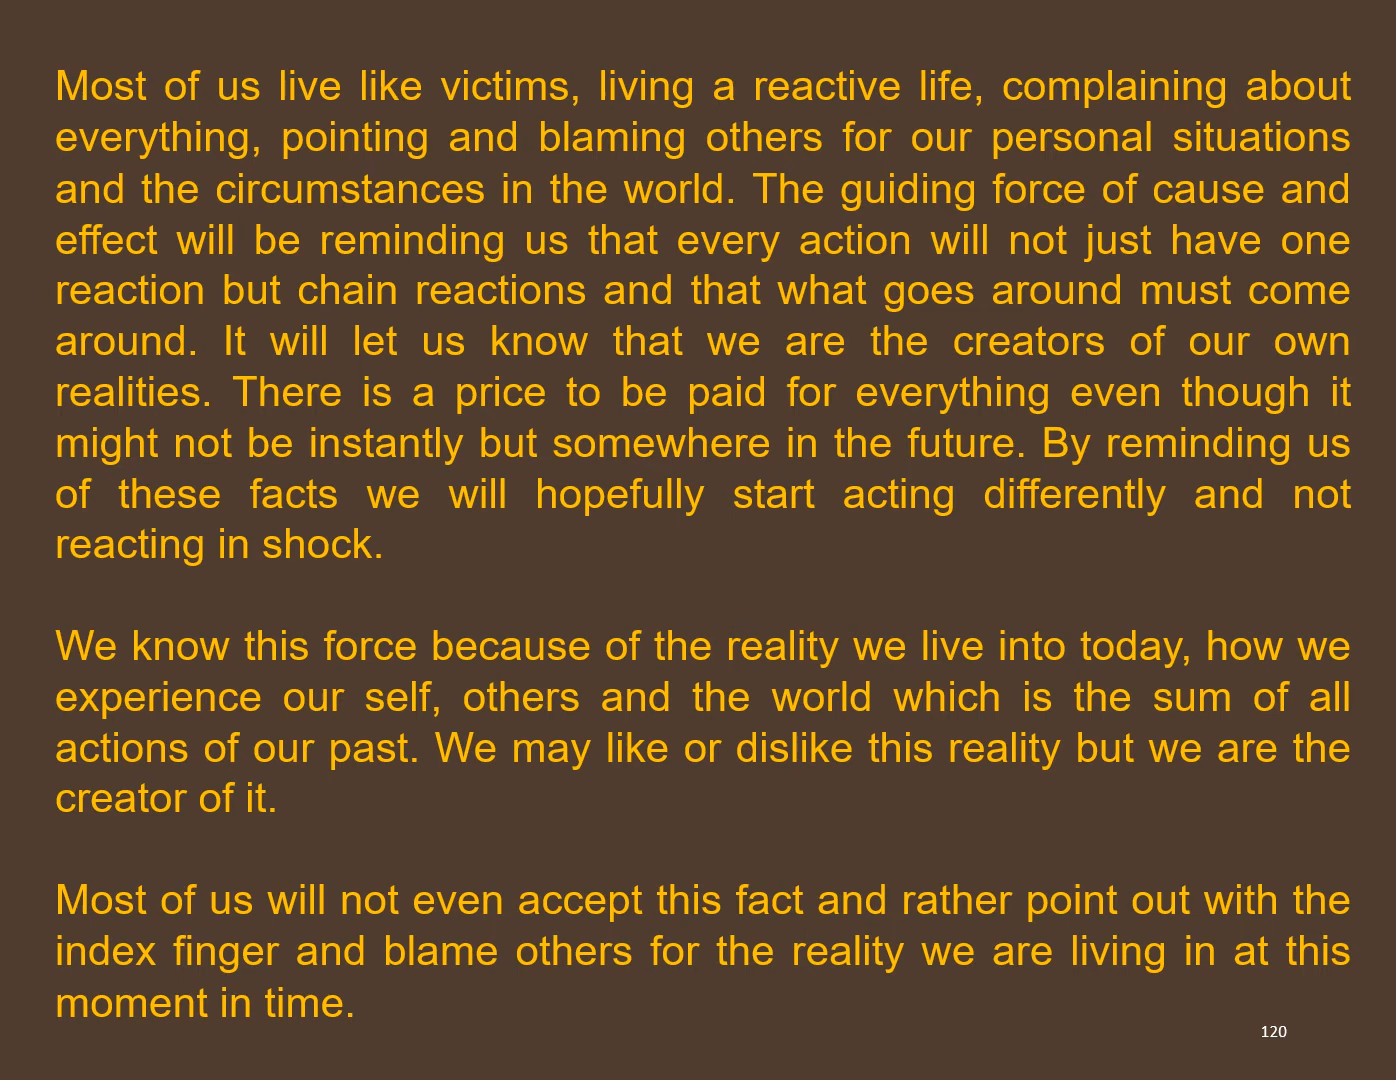 Most of us live like victims, living a reactive life, complaining about
everything, pointing and blaming others for our personal situations
and the circumstances in the world. The guiding force of cause and
effect will be reminding us that every action will not just have one
reaction but chain reactions and that what goes around must come
around. It will let us know that we are the creators of our own
realities. There is a price to be paid for everything even though it
might not be instantly but somewhere in the future. By reminding us
of these facts we will hopefully start acting differently and not
reacting in shock.
We know this force because of the reality we live into today, how we
experience our self, others and the world which is the sum of all
actions of our past. We may like or dislike this reality but we are the
creator of it.
Most of us will not even accept this fact and rather point out with the
index finger and blame others for the reality we are living in at this
moment in time.
120